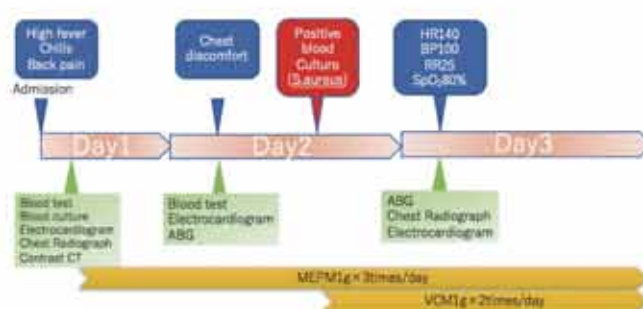 High fever
Chills
Back pain
Chest
discomfort
Positive
blood
Culture
(S.aureus)
HR140
BP100
RR25
SpO₂80%
Admission
Day1
Day2
Day3
Blood test
Blood culture
Electrocardiogram
Chest Radiograph
Contrast CT
Blood test
Electrocardiogram
ABG
ABG
Chest Radiograph
Electrocardiogram
MEPM1g×3times/day
VCM1g×2times/day